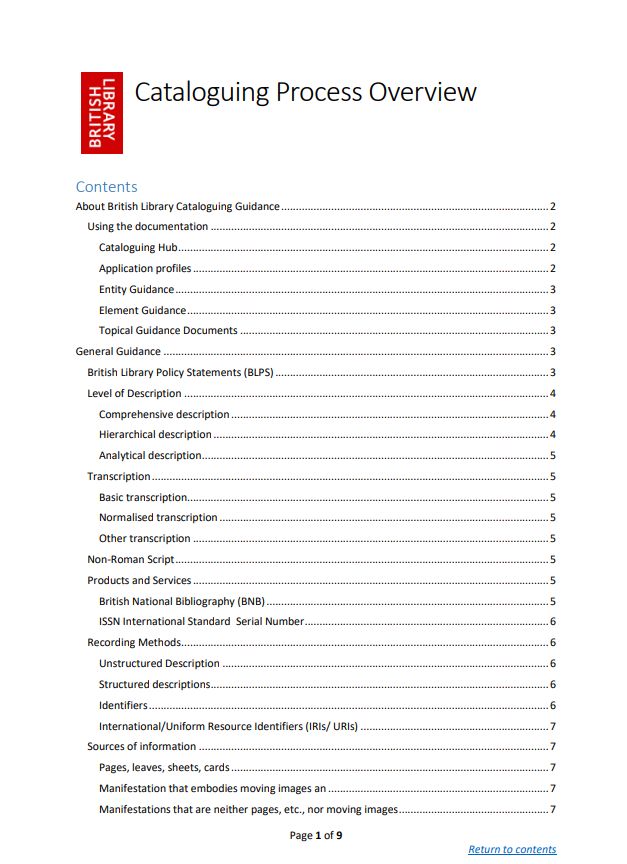 BRITISH
LIBRARY
Cataloguing Process Overview
Contents
About British Library Cataloguing Guidance 2
Using the documentation 2
Cataloguing Hub 2
Application profiles 2
Entity Guidance 3
Element Guidance 3
Topical Guidance Documents 3
General Guidance 3
British Library Policy Statements (BLPS) 3
Level of Description 4
Comprehensive description 4
Hierarchical description 4
Analytical description 5
Transcription 5
Basic transcription 5
Normalised transcription 5
Other transcription 5
Non-Roman Script 5
Products and Services 5
British National Bibliography (BNB) 5
ISSN International Standard  Serial Number 6
Recording Methods 6
Unstructured Description 6
Structured descriptions 6
Identifiers 6
International/Uniform Resource Identifiers (IRIs/ URIs) 7
Sources of information 7
Pages, leaves, sheets, cards 7
Manifestation that embodies moving images an 7
Manifestations that are neither pages, etc., nor moving images 7
Page 1 of 9
Return to contents